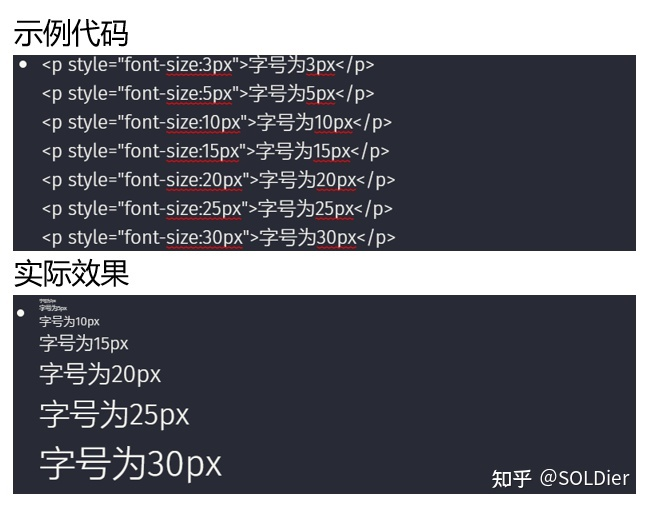 示例代码
<p style="font-size:3px">字号为3px</p>
<p style="font-size:5px">字号为5px</p>
<p style="font-size:10px">字号为10px</p>
<p style="font-size:15px">字号为15px</p>
<p style="font-size:20px">字号为20px</p>
<p style="font-size:25px">字号为25px</p>
<p style="font-size:30px">字号为30px</p>
实际效果
字号为3px
字号为5px
字号为10px
字号为15px
字号为20px
字号为25px
字号为30px
知乎 @SOLDier